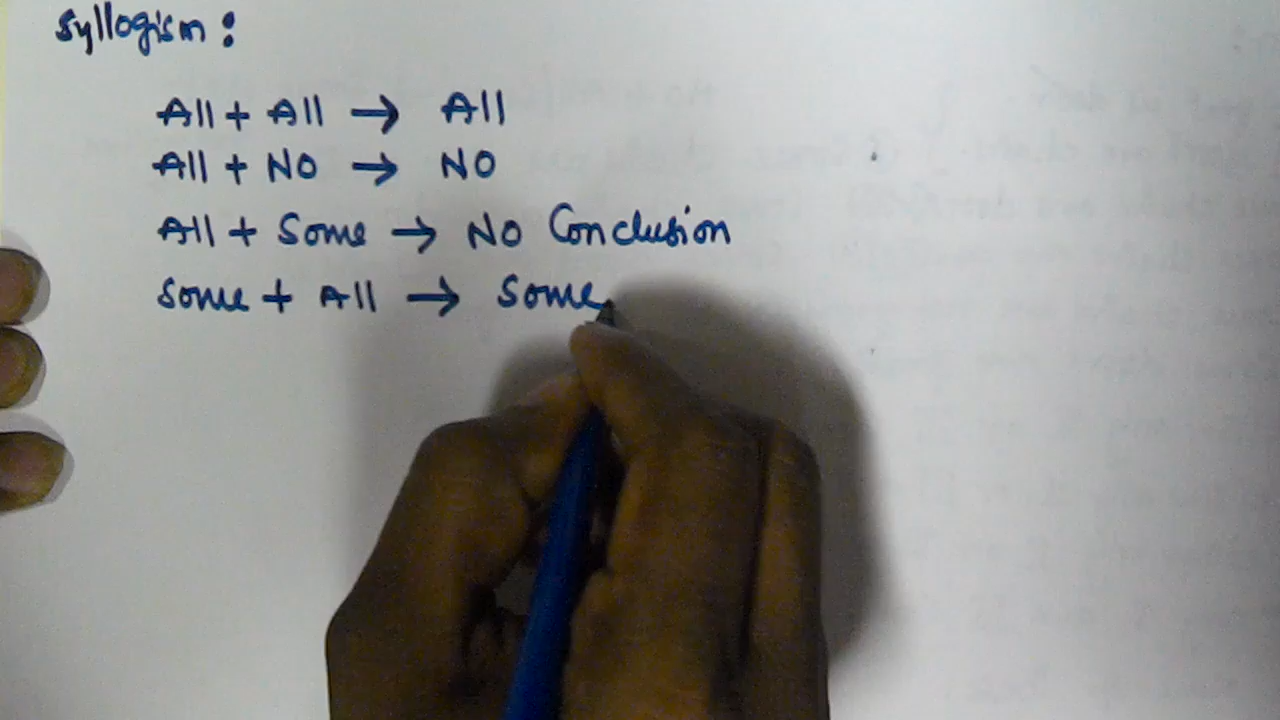 Syllogism :
All + All → All
All + NO → NO
All + Some → NO Conclusion
Some + All → Some